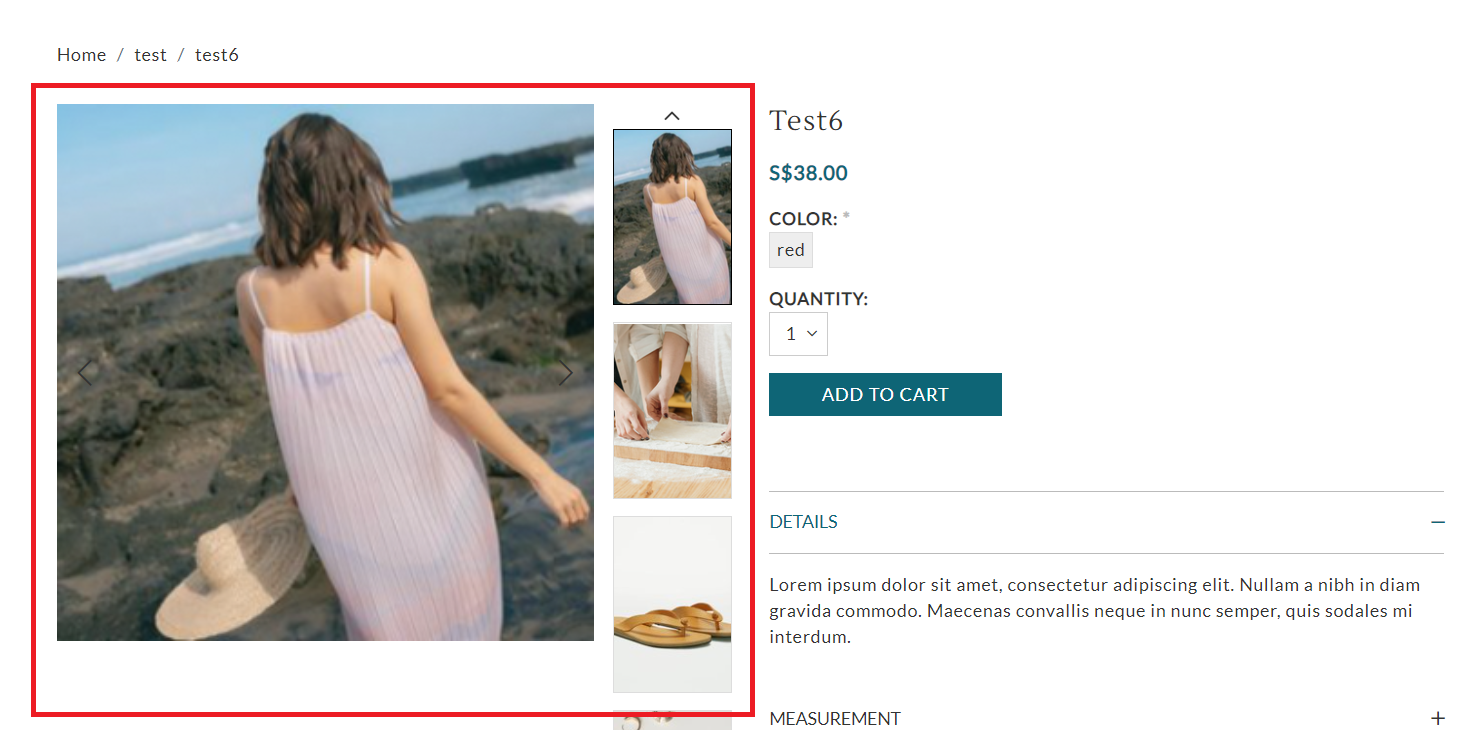 Home / test / test6
Test6
S$38.00
COLOR: *
red
QUANTITY:
1
ADD TO CART
DETAILS
Lorem ipsum dolor sit amet, consectetur adipiscing elit. Nullam a nibh in diam
gravida commodo. Maecenas convallis neque in nunc semper, quis sodales mi
interdum.
MEASUREMENT